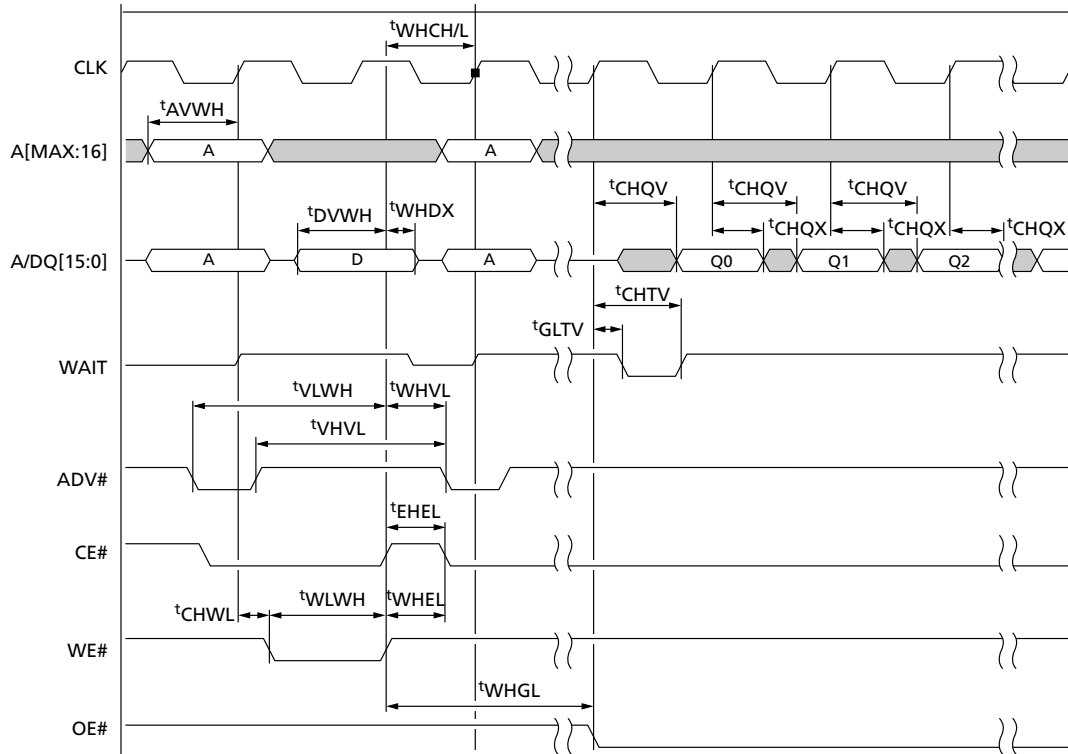 tWHCH/L
CLK
tAVWH
A[MAX:16]
A
A
tCHQV
tCHQV
tCHQV
tDVWH
tWHDX
tCHQX
tCHQX
tCHQX
A/DQ[15:0]
A
D
A
Q0
Q1
Q2
tCHTV
tGLTV
WAIT
tVLWH
tWHVL
tVHVL
ADV#
tEHEL
CE#
tCHWL
tWLWH
tWHEL
WE#
tWHGL
OE#